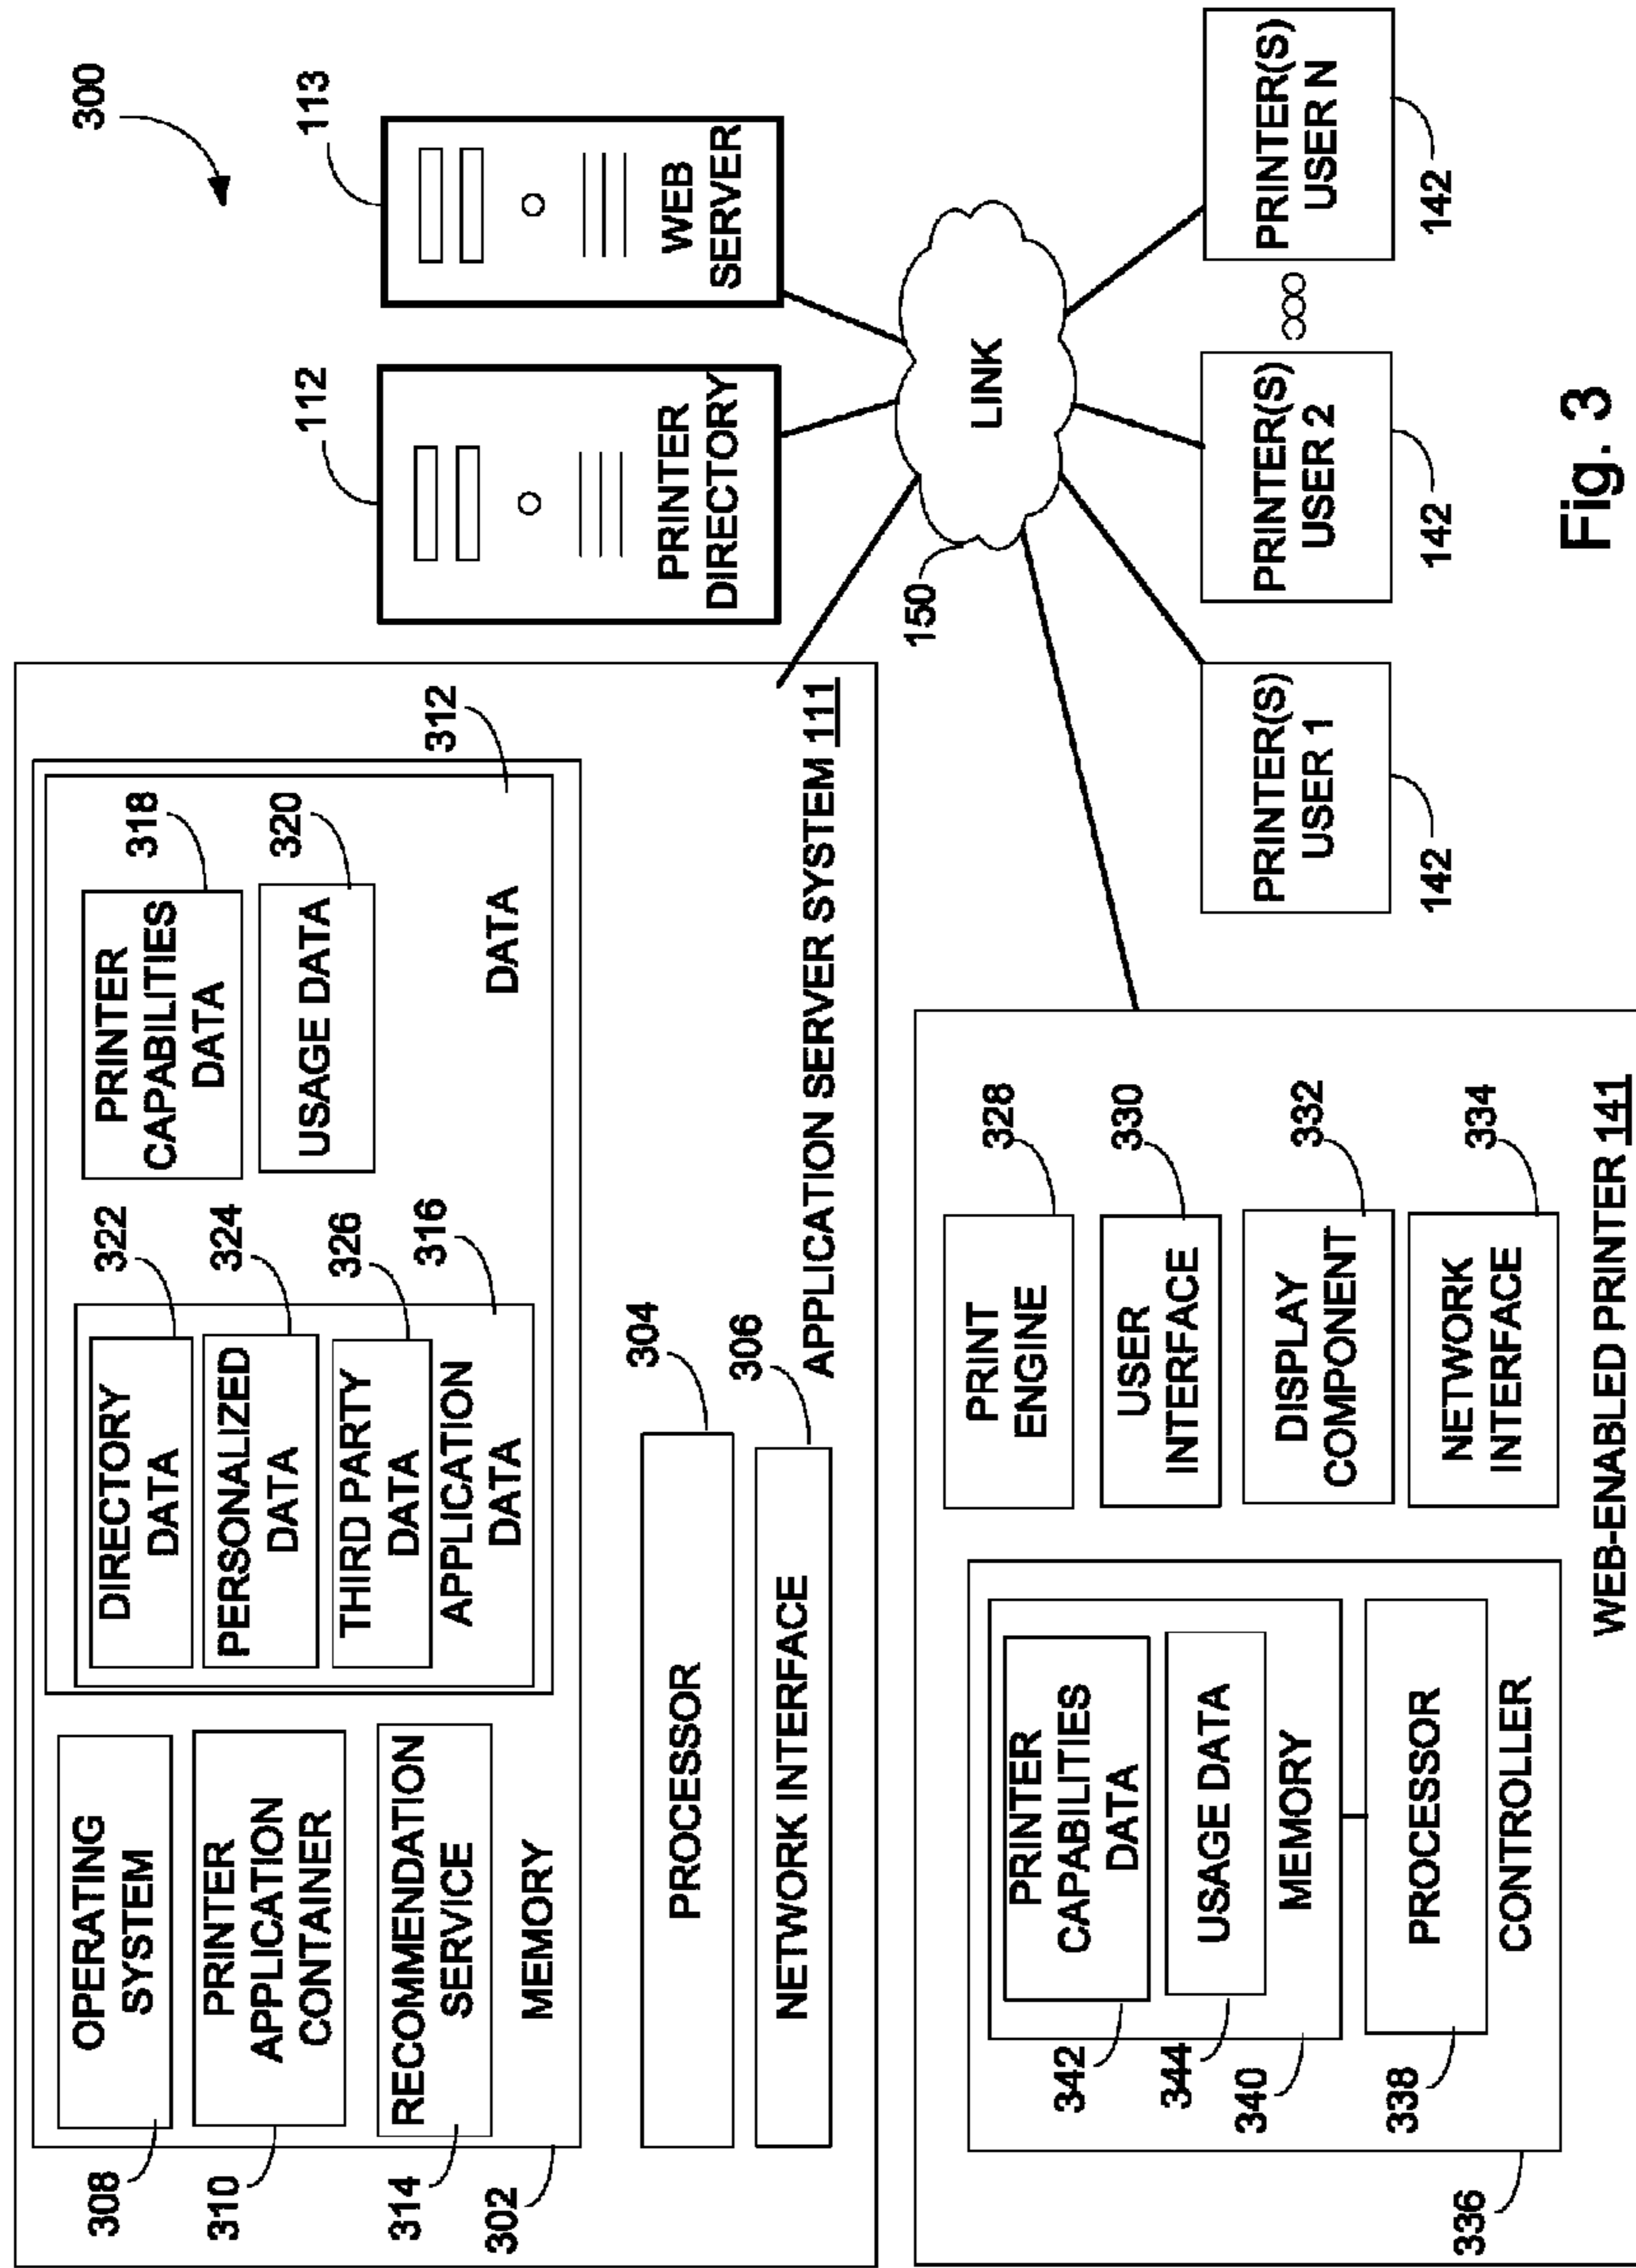 300
113
112
WEB
SERVER
PRINTER
DIRECTORY
308
310
314
302
OPERATING
SYSTEM
PRINTER
APPLICATION
CONTAINER
RECOMMENDATION
SERVICE
MEMORY
322
324
326
316
DIRECTORY
DATA
PERSONALIZED
DATA
THIRD PARTY
DATA
APPLICATION
DATA
318
320
312
PRINTER
CAPABILITIES
DATA
USAGE DATA
DATA
PROCESSOR
304
NETWORK INTERFACE
306
APPLICATION SERVER SYSTEM 111
LINK
150
342
344
340
338
336
PRINTER
CAPABILITIES
DATA
USAGE DATA
MEMORY
PROCESSOR
CONTROLLER
PRINT
ENGINE
328
USER
INTERFACE
330
DISPLAY
COMPONENT
332
NETWORK
INTERFACE
334
WEB-ENABLED PRINTER 141
PRINTER(S)
USER 1
142
PRINTER(S)
USER 2
142
PRINTER(S)
USER N
142
Fig. 3